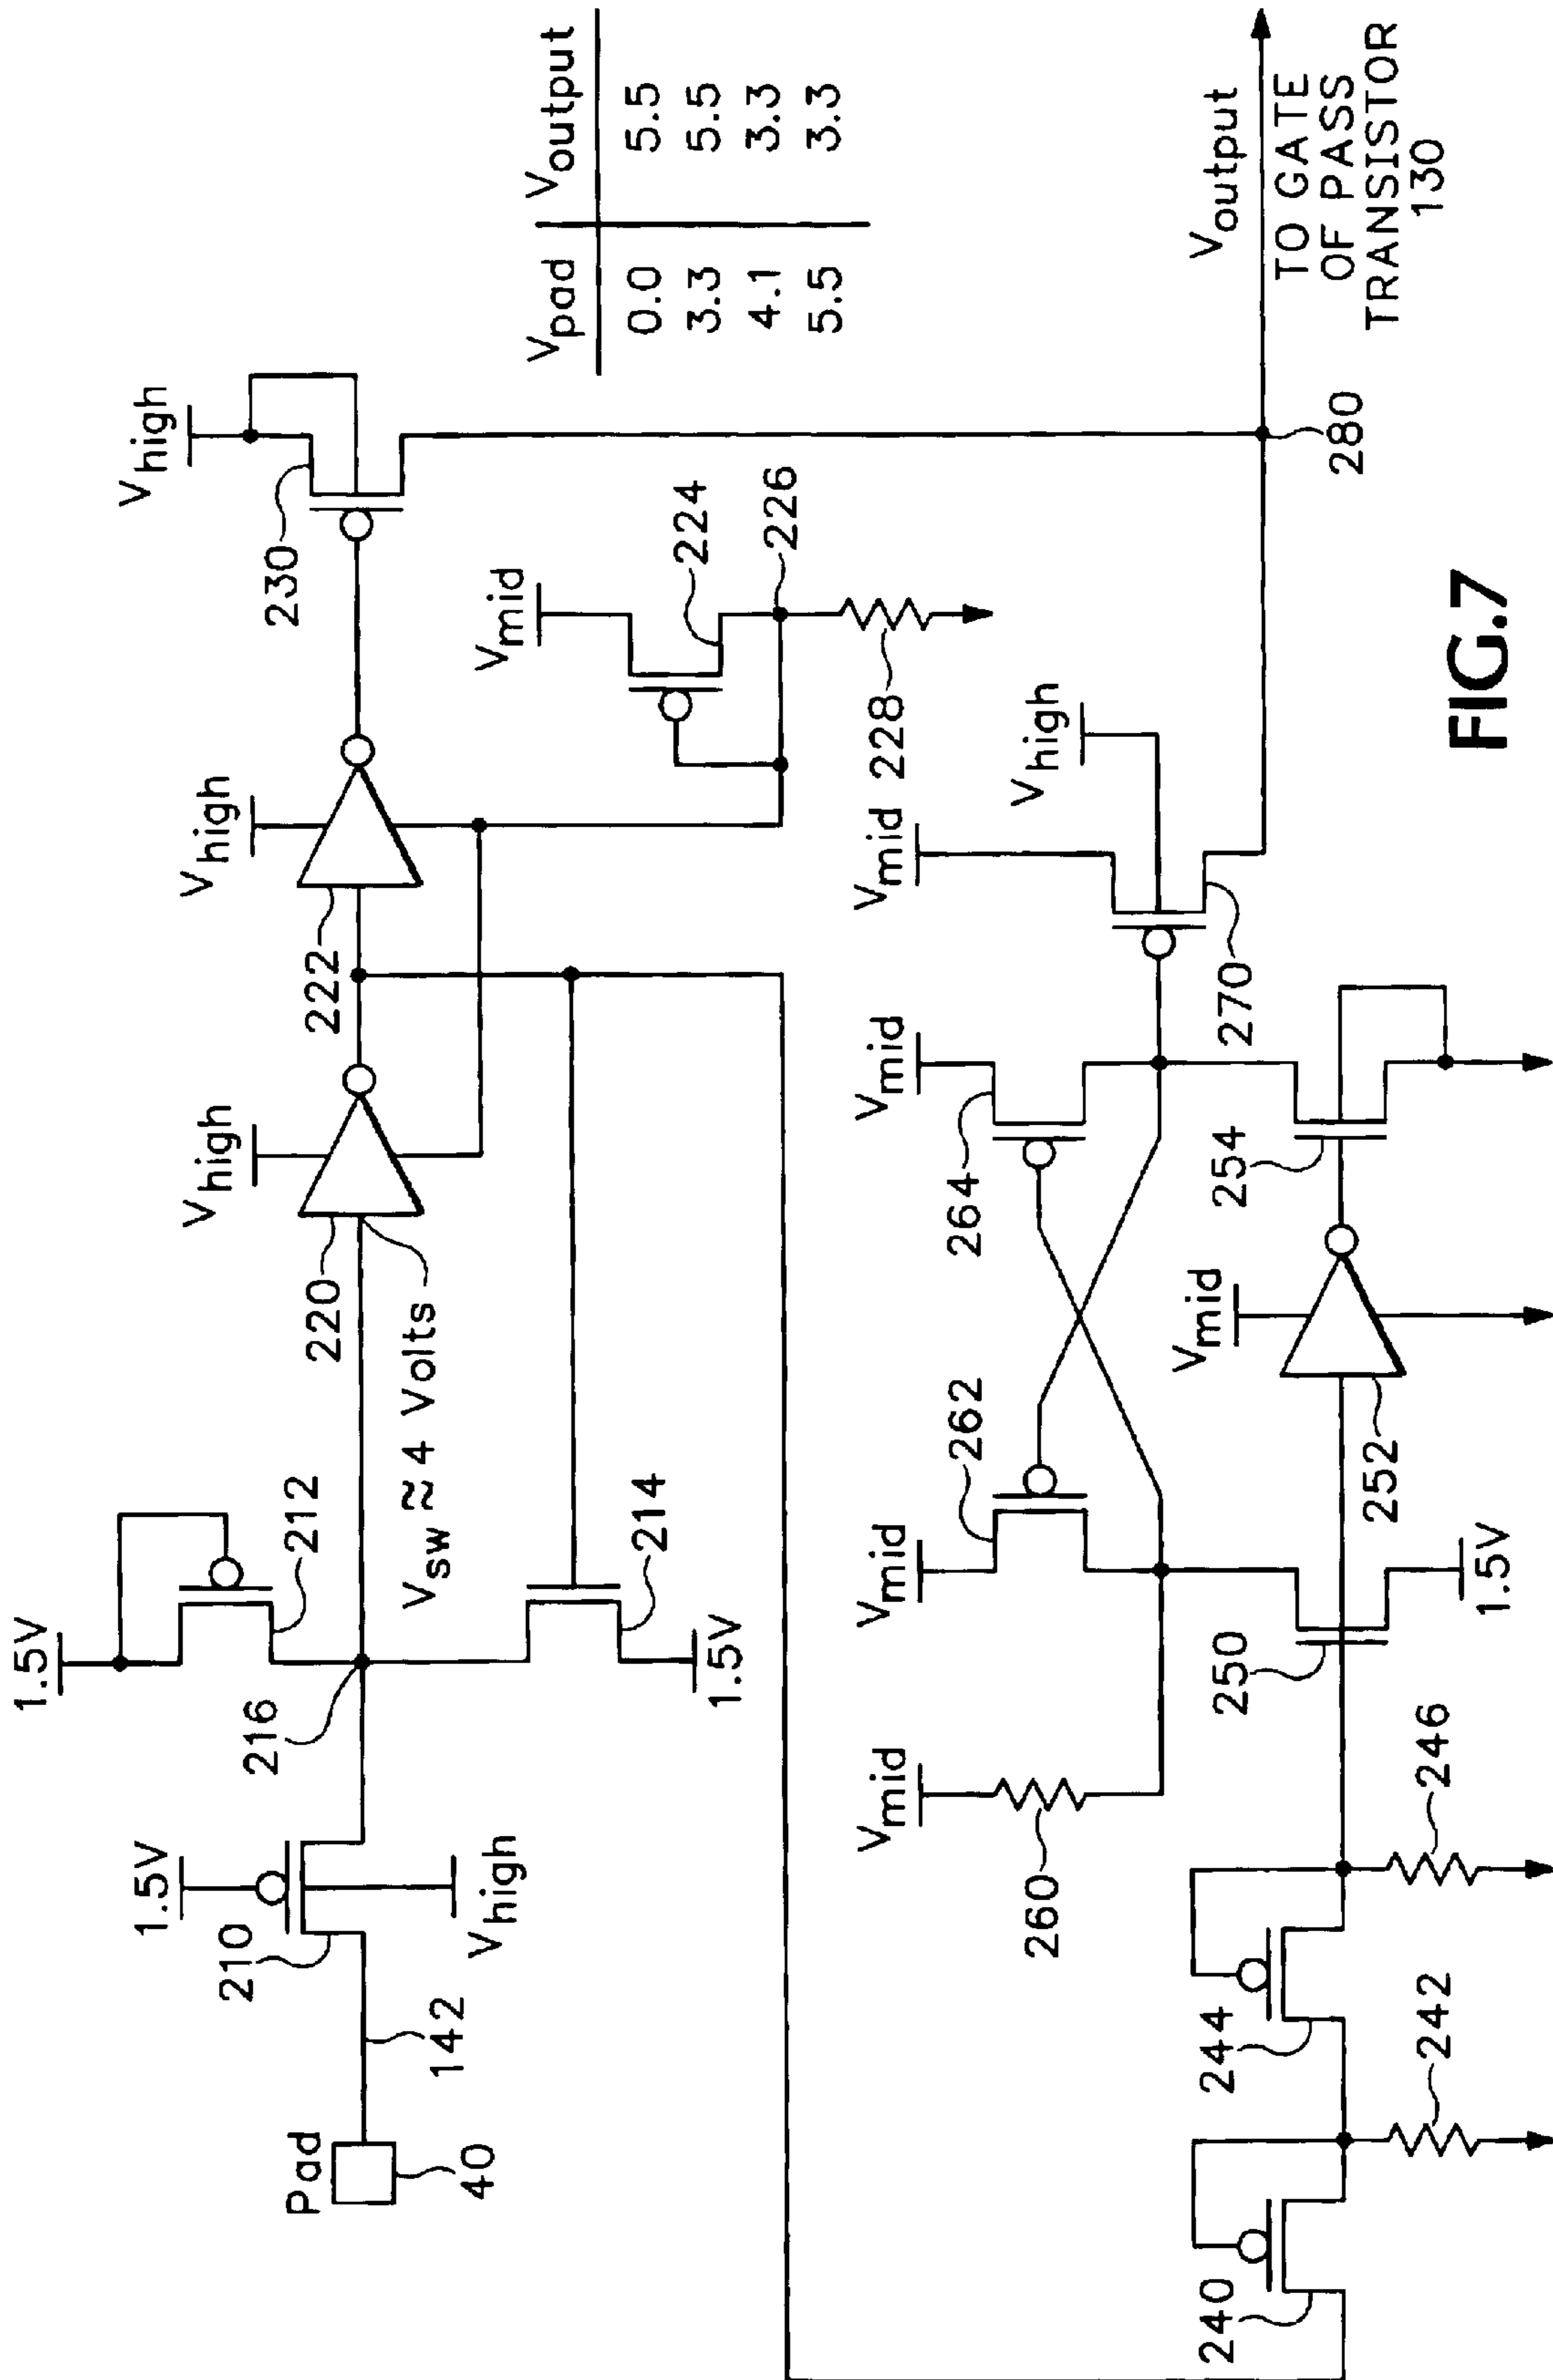 1.5V
1.5V
Pad
40
142
210
Vhigh
216
212
214
1.5V
Vsw ≈ 4 Volts
220
Vhigh
222
Vhigh
230
Vhigh
Vmid
224
226
228
Vpad Voutput
0.0 5.5
3.3 5.5
4.1 3.3
5.5 3.3
240
242
244
246
Vmid
260
Vmid
262
Vmid
264
250
1.5V
252
Vmid
254
Vmid
270
Vhigh
280
Voutput
TO GATE
OF PASS
TRANSISTOR
130
FIG.7